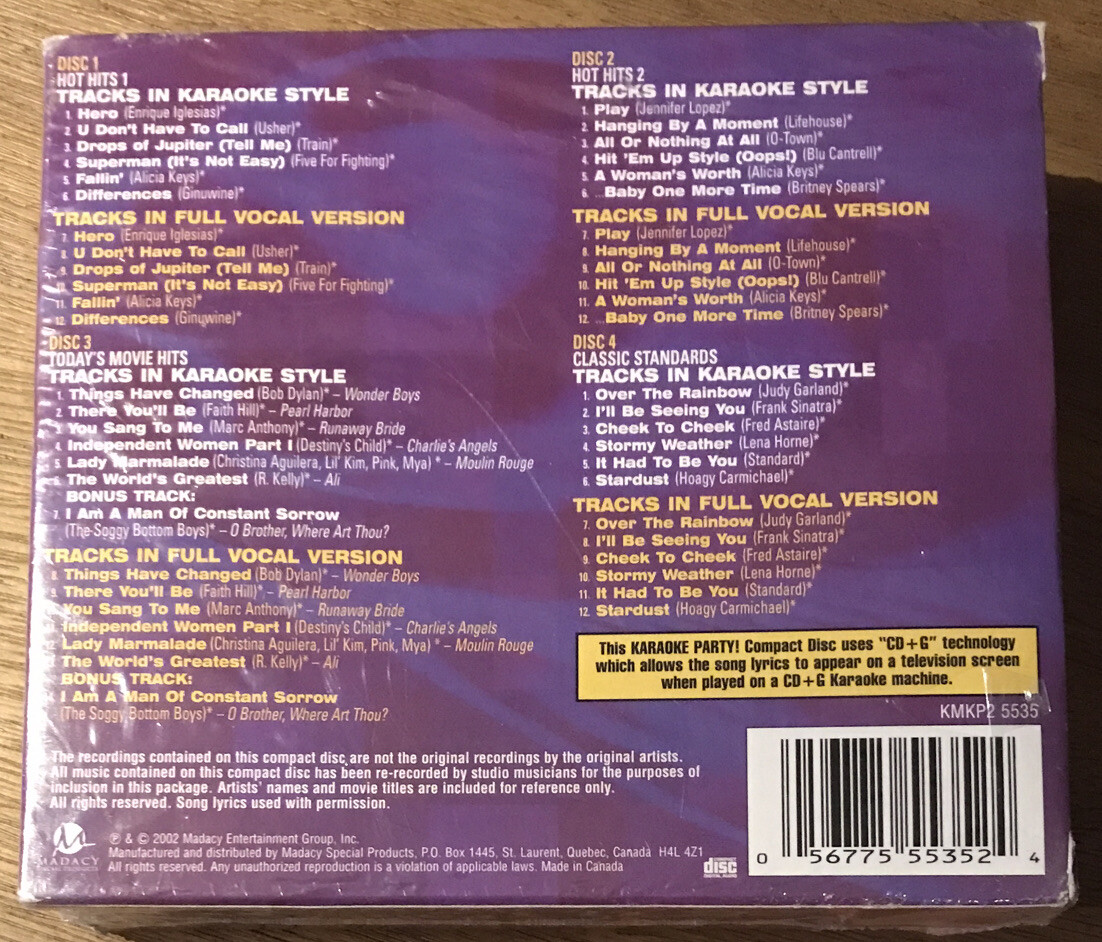 DISC 1
HOT HITS 1
TRACKS IN KARAOKE STYLE
1. Hero (Enrique Iglesias)*
2. U Don't Have To Call (Usher)*
3. Drops of Jupiter (Tell Me) (Train)*
4. Superman (It's Not Easy) (Five For Fighting)*
5. Fallin' (Alicia Keys)*
6. Differences (Ginuwine)*
TRACKS IN FULL VOCAL VERSION
7. Hero (Enrique Iglesias)*
8. U Don't Have To Call (Usher)*
9. Drops of Jupiter (Tell Me) (Train)*
10. Superman (It's Not Easy) (Five For Fighting)*
11. Fallin' (Alicia Keys)*
12. Differences (Ginuwine)*
DISC 2
HOT HITS 2
TRACKS IN KARAOKE STYLE
1. Play (Jennifer Lopez)*
2. Hanging By A Moment (Lifehouse)*
3. All Or Nothing At All (O-Town)*
4. Hit 'Em Up Style (Oops!) (Blu Cantrell)*
5. A Woman's Worth (Alicia Keys)*
6. ...Baby One More Time (Britney Spears)*
TRACKS IN FULL VOCAL VERSION
7. Play (Jennifer Lopez)*
8. Hanging By A Moment (Lifehouse)*
9. All Or Nothing At All (O-Town)*
10. Hit 'Em Up Style (Oops!) (Blu Cantrell)*
11. A Woman's Worth (Alicia Keys)*
12. ...Baby One More Time (Britney Spears)*
DISC 3
TODAY'S MOVIE HITS
TRACKS IN KARAOKE STYLE
1. Things Have Changed (Bob Dylan)* – Wonder Boys
2. There You'll Be (Faith Hill)* – Pearl Harbor
3. You Sang To Me (Marc Anthony)* – Runaway Bride
4. Independent Women Part I (Destiny's Child)* – Charlie's Angels
5. Lady Marmalade (Christina Aguilera, Lil' Kim, Pink, Mya) * – Moulin Rouge
6. The World's Greatest (R. Kelly)* – Ali
BONUS TRACK:
7. I Am A Man Of Constant Sorrow
(The Soggy Bottom Boys)* – O Brother, Where Art Thou?
TRACKS IN FULL VOCAL VERSION
8. Things Have Changed (Bob Dylan)* – Wonder Boys
9. There You'll Be (Faith Hill)* – Pearl Harbor
You Sang To Me (Marc Anthony)* – Runaway Bride
Independent Women Part I (Destiny's Child)* – Charlie's Angels
Lady Marmalade (Christina Aguilera, Lil' Kim, Pink, Mya) * – Moulin Rouge
The World's Greatest (R. Kelly)* – Ali
BONUS TRACK:
I Am A Man Of Constant Sorrow
(The Soggy Bottom Boys)* – O Brother, Where Art Thou?
DISC 4
CLASSIC STANDARDS
TRACKS IN KARAOKE STYLE
1. Over The Rainbow (Judy Garland)*
2. I'll Be Seeing You (Frank Sinatra)*
3. Cheek To Cheek (Fred Astaire)*
4. Stormy Weather (Lena Horne)*
5. It Had To Be You (Standard)*
6. Stardust (Hoagy Carmichael)*
TRACKS IN FULL VOCAL VERSION
7. Over The Rainbow (Judy Garland)*
8. I'll Be Seeing You (Frank Sinatra)*
9. Cheek To Cheek (Fred Astaire)*
10. Stormy Weather (Lena Horne)*
11. It Had To Be You (Standard)*
12. Stardust (Hoagy Carmichael)*
This KARAOKE PARTY! Compact Disc uses "CD+G" technology
which allows the song lyrics to appear on a television screen
when played on a CD+G Karaoke machine.
KMKP2 5535
The recordings contained on this compact disc are not the original recordings by the original artists.
All music contained on this compact disc has been re-recorded by studio musicians for the purposes of
inclusion in this package. Artists' names and movie titles are included for reference only.
All rights reserved. Song lyrics used with permission.
MADACY
SPECIAL PRODUCTS
℗ & © 2002 Madacy Entertainment Group, Inc.
Manufactured and distributed by Madacy Special Products, P.O. Box 1445, St. Laurent, Quebec, Canada H4L 4Z1
All rights reserved. Any unauthorized reproduction is a violation of applicable laws. Made in Canada
disc
DIGITAL AUDIO
0 56775 55352 4